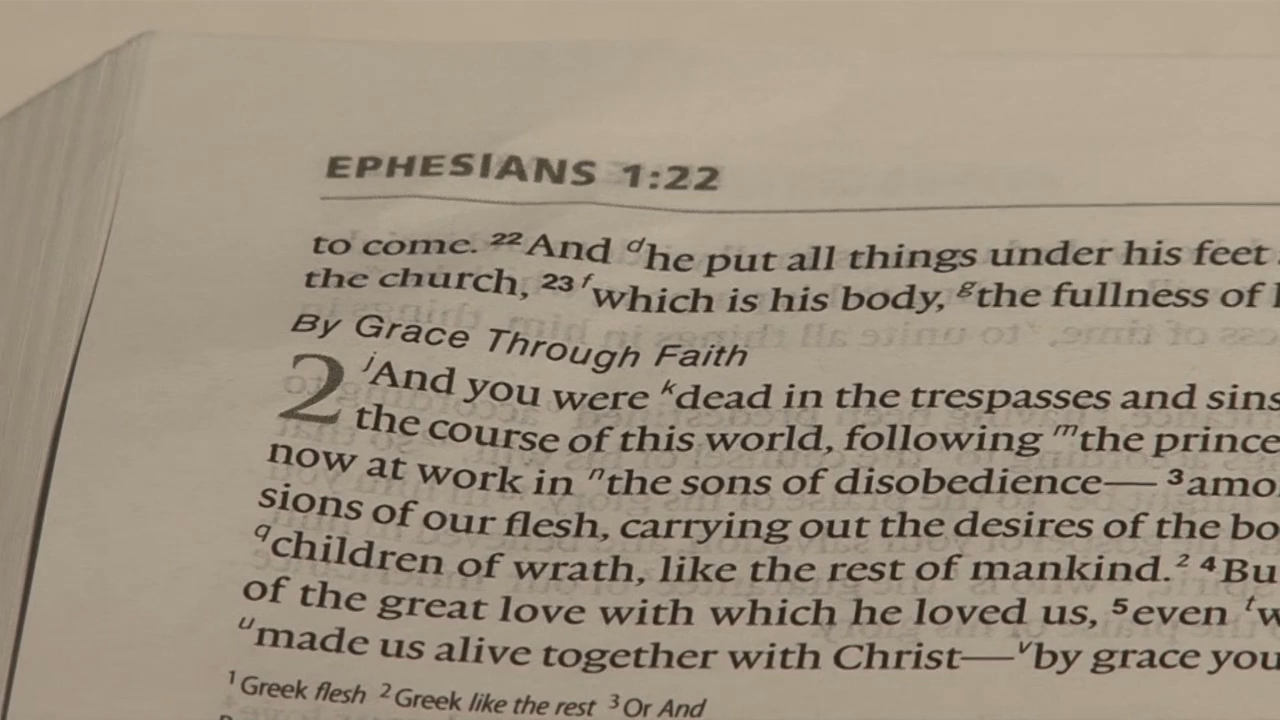 EPHESIANS 1:22
to come. 22 And d he put all things under his feet
the church, 23 f which is his body, g the fullness of
By Grace Through Faith
2 j And you were k dead in the trespasses and sins
the course of this world, following m the prince
now at work in n the sons of disobedience— 3 amo
sions of our flesh, carrying out the desires of the bo
q children of wrath, like the rest of mankind. 2 4 Bu
of the great love with which he loved us, 5 even t w
u made us alive together with Christ— v by grace you
1 Greek flesh 2 Greek like the rest 3 Or And